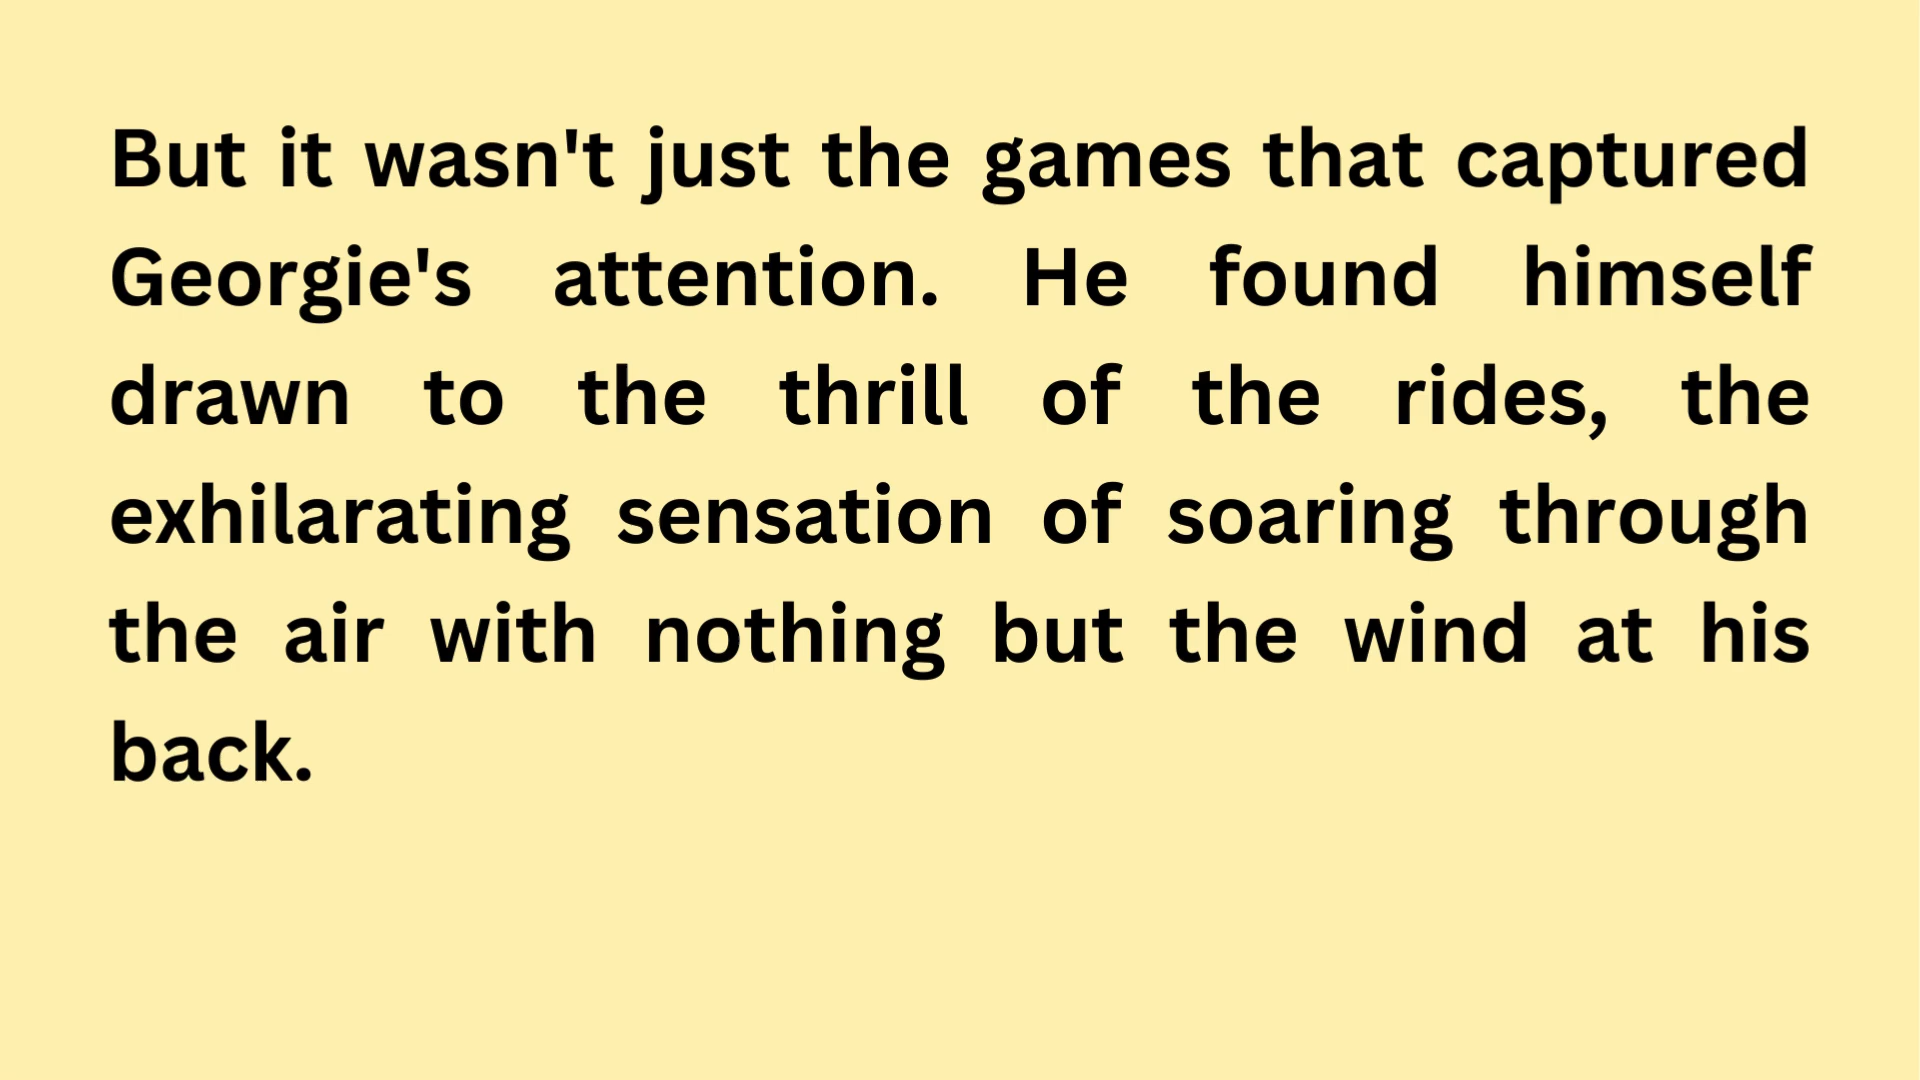 But it wasn't just the games that captured
Georgie's attention. He found himself
drawn to the thrill of the rides, the
exhilarating sensation of soaring through
the air with nothing but the wind at his
back.